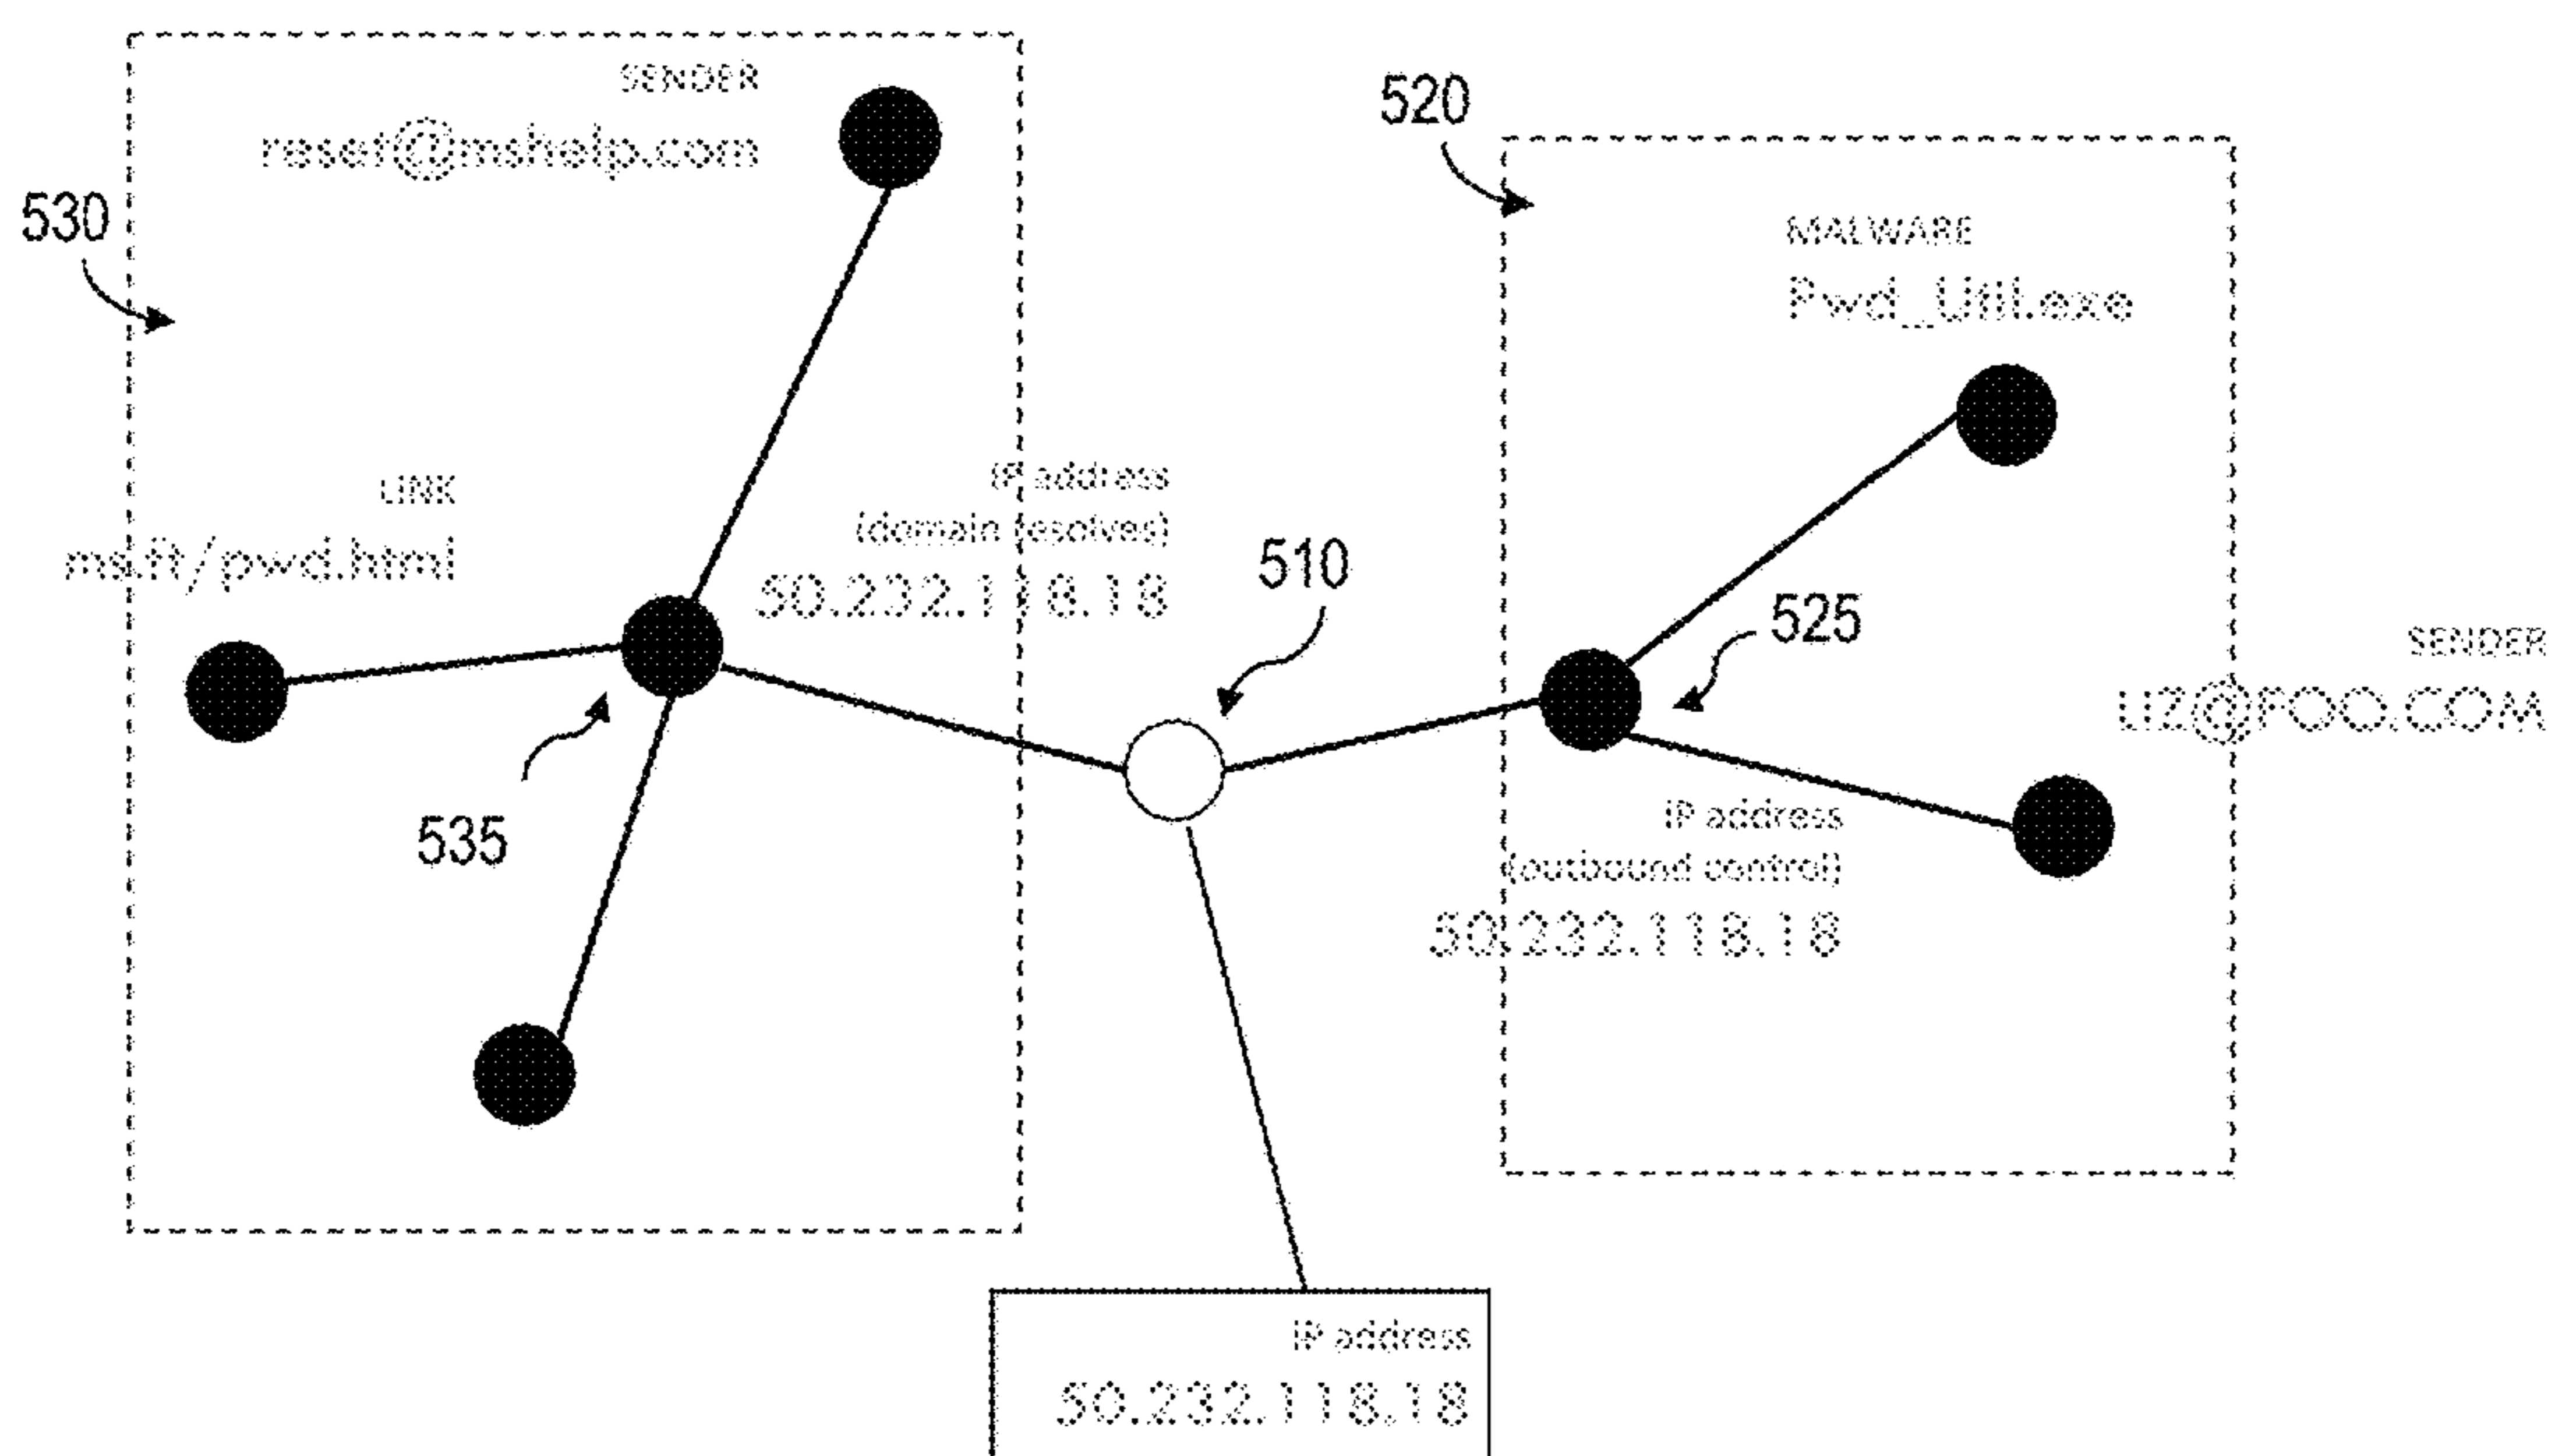 SENDER
reset@mshelp.com
530
520
MALWARE
Pwd_Util.exe
LINK
ms.ft/pwd.html
IP address
(domain resolves)
50.232.118.18
510
525
SENDER
LIZ@FOO.COM
535
IP address
(outbound control)
50.232.118.18
IP address
50.232.118.18